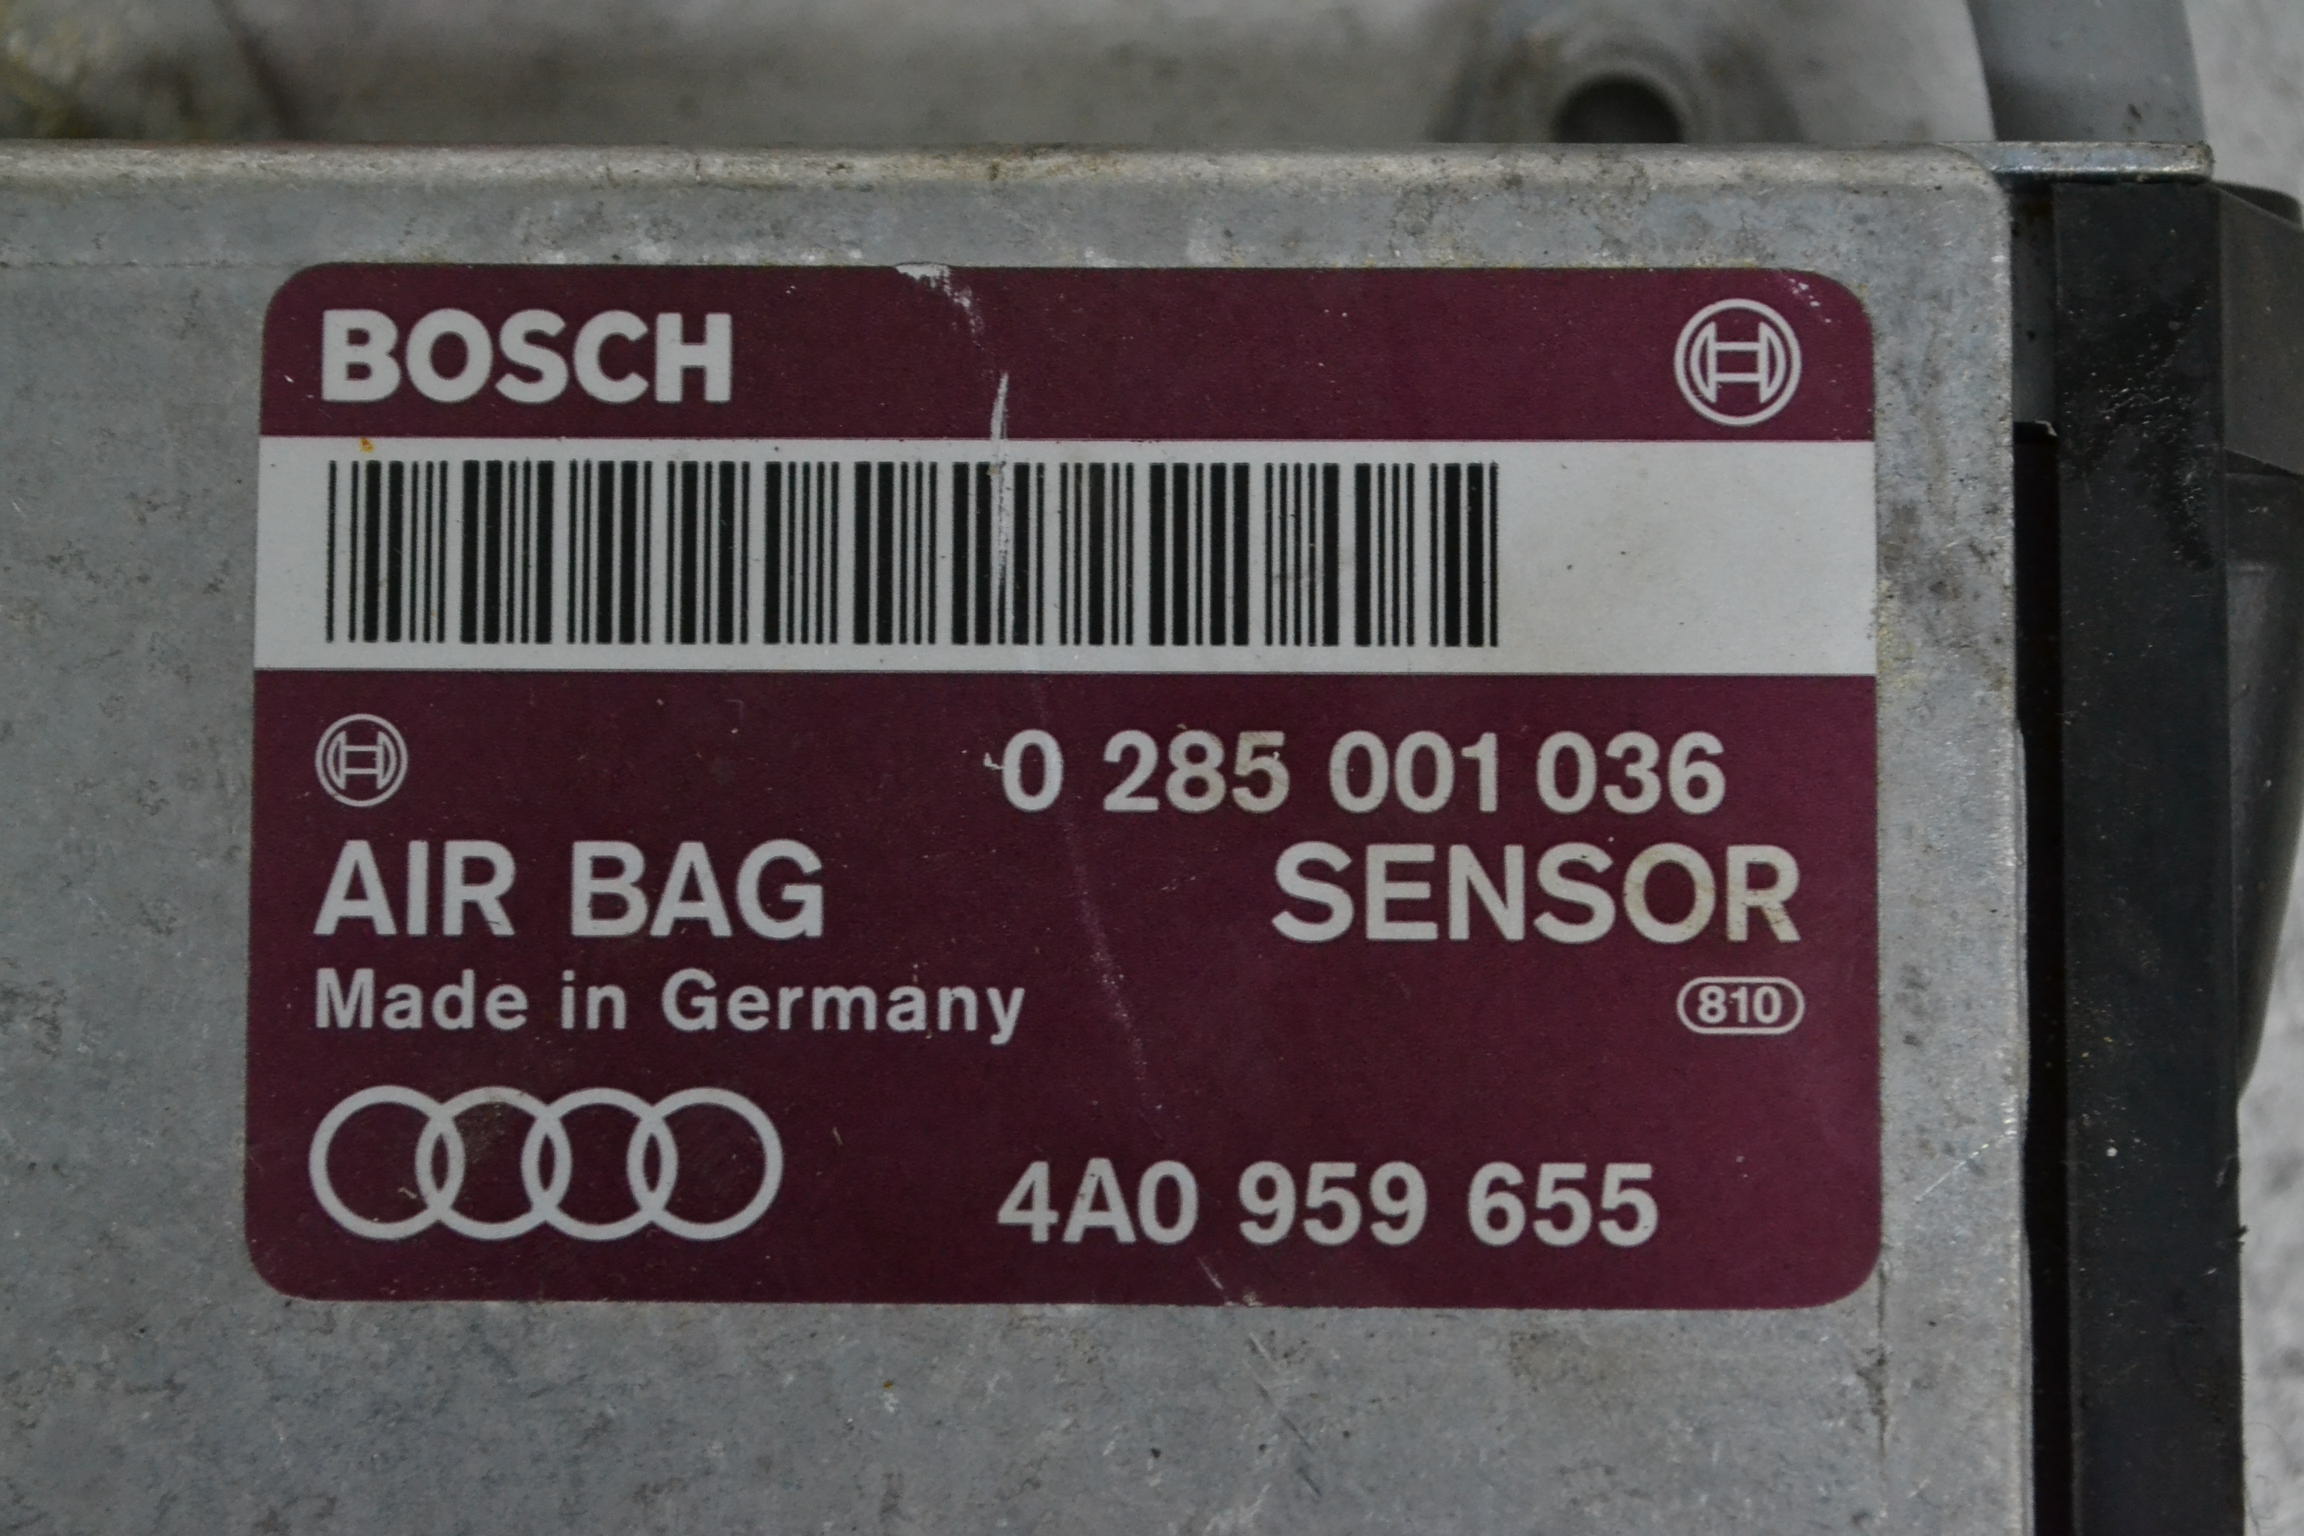 BOSCH
0 285 001 036
AIR BAG SENSOR
Made in Germany 810
4A0 959 655